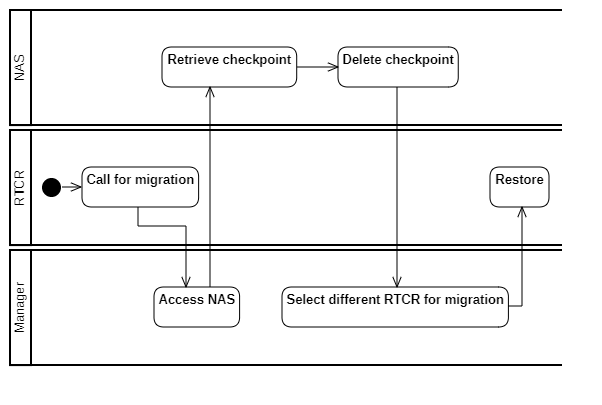 NAS
Retrieve checkpoint
Delete checkpoint
RTCR
Call for migration
Restore
Manager
Access NAS
Select different RTCR for migration